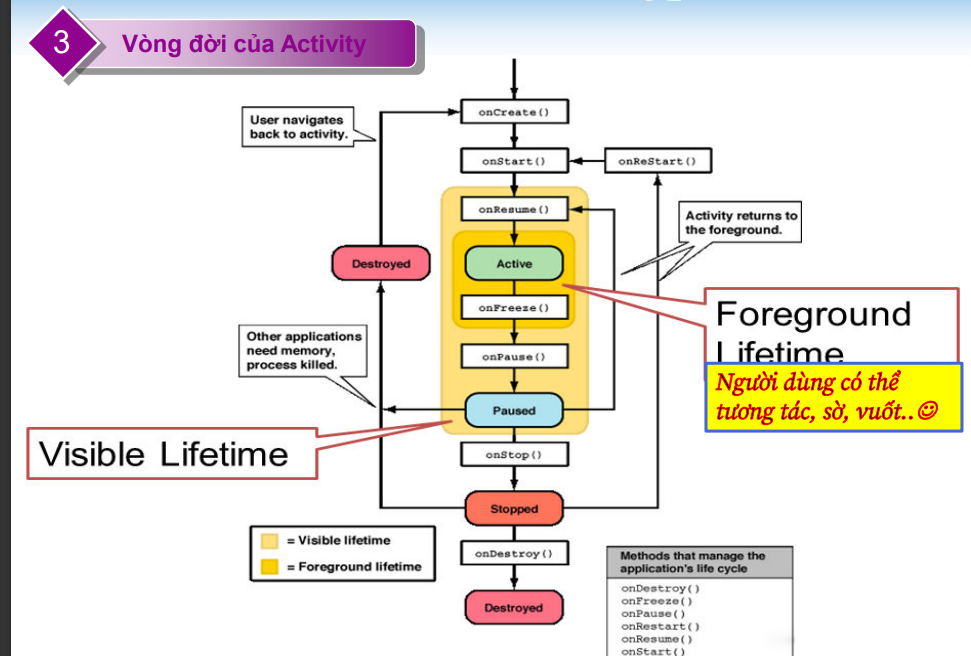 3
Vòng đời của Activity
User navigates
back to activity.
onCreate()
onStart()
onReStart()
onResume()
Activity returns to
the foreground.
Destroyed
Active
onFreeze()
Foreground
Lifetime
Other applications
need memory,
process killed.
onPause()
Người dùng có thể
tương tác, sờ, vuốt..☺
Paused
Visible Lifetime
onStop()
Stopped
= Visible lifetime
= Foreground lifetime
onDestroy()
Destroyed
Methods that manage the
application's life cycle
onDestroy()
onFreeze()
onPause()
onRestart()
onResume()
onStart()